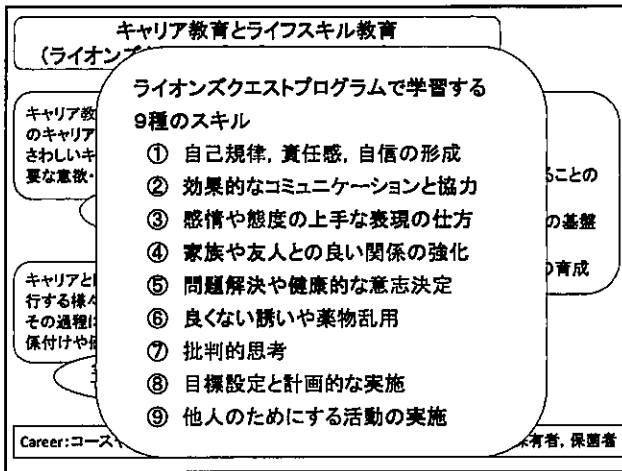 キャリア教育とライフスキル教育
(ライオンズ
ライオンズクエストプログラムで学習する
9種のスキル
① 自己規律, 責任感, 自信の形成
② 効果的なコミュニケーションと協力
③ 感情や態度の上手な表現の仕方
④ 家族や友人との良い関係の強化
⑤ 問題解決や健康的な意志決定
⑥ 良くない誘いや薬物乱用
⑦ 批判的思考
⑧ 目標設定と計画的な実施
⑨ 他人のためにする活動の実施
キャリア教
のキャリア
さわしいキ
要な意欲・
ることの
の基盤
の育成
キャリアと
行する様々
その過程に
係付けや
Career:コース
有者, 保菌者